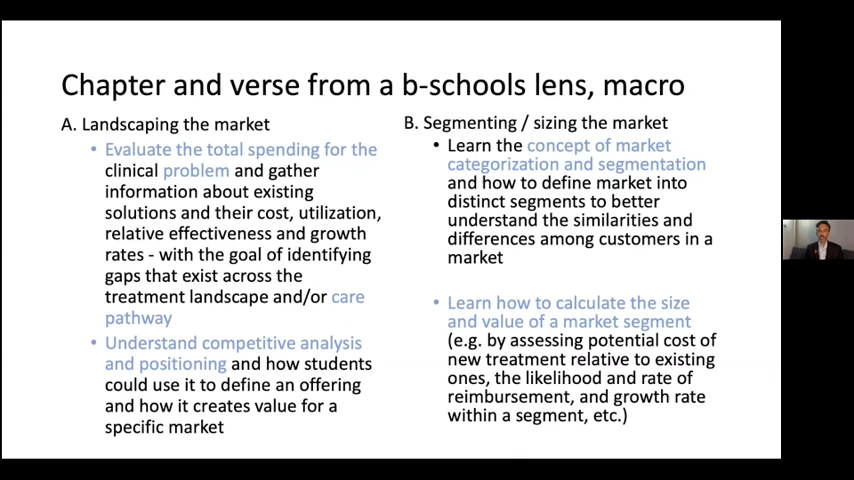 Chapter and verse from a b-schools lens, macro
A. Landscaping the market
• Evaluate the total spending for the
clinical problem and gather
information about existing
solutions and their cost, utilization,
relative effectiveness and growth
rates - with the goal of identifying
gaps that exist across the
treatment landscape and/or care
pathway
• Understand competitive analysis
and positioning and how students
could use it to define an offering
and how it creates value for a
specific market
B. Segmenting / sizing the market
• Learn the concept of market
categorization and segmentation
and how to define market into
distinct segments to better
understand the similarities and
differences among customers in a
market
• Learn how to calculate the size
and value of a market segment
(e.g. by assessing potential cost of
new treatment relative to existing
ones, the likelihood and rate of
reimbursement, and growth rate
within a segment, etc.)